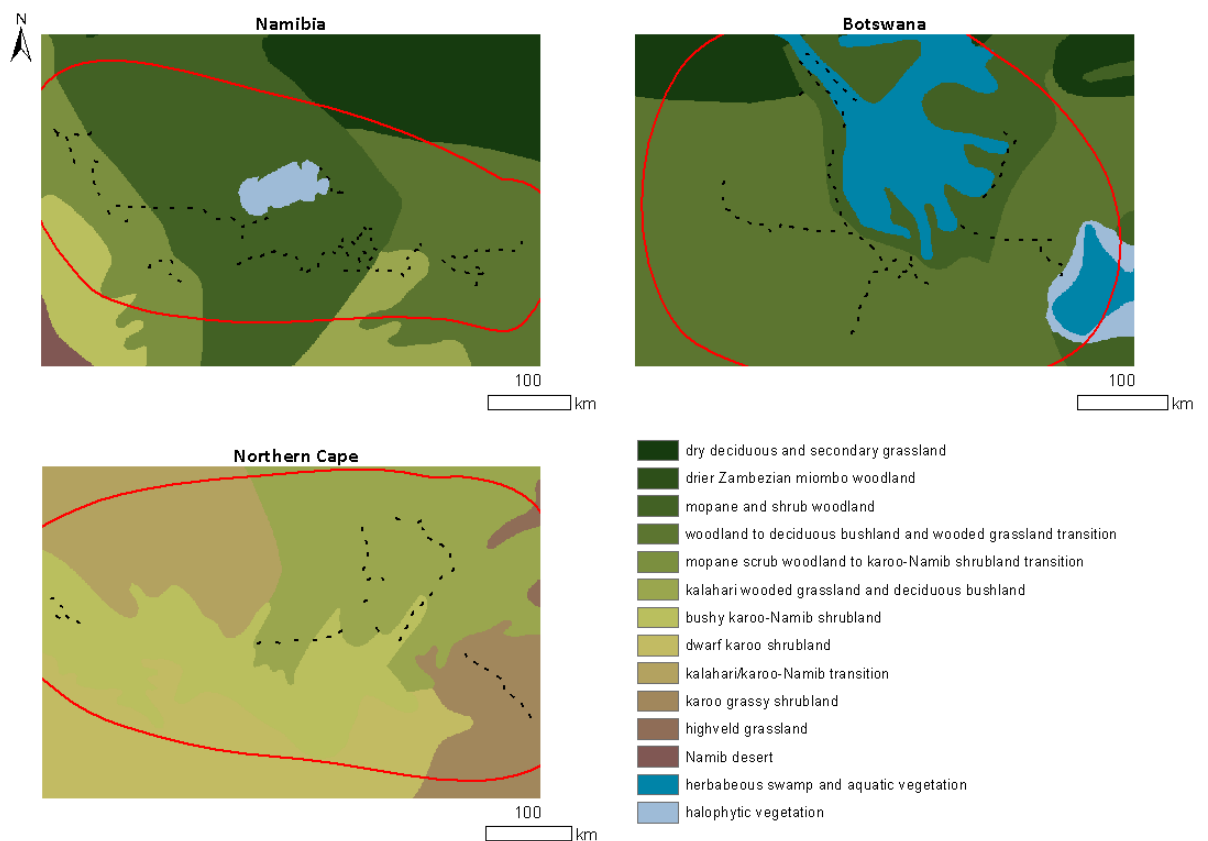 N
Namibia
Botswana
100
km
100
km
Northern Cape
100
km
dry deciduous and secondary grassland
drier Zambezian miombo woodland
mopane and shrub woodland
woodland to deciduous bushland and wooded grassland transition
mopane scrub woodland to karoo-Namib shrubland transition
kalahari wooded grassland and deciduous bushland
bushy karoo-Namib shrubland
dwarf karoo shrubland
kalahari/karoo-Namib transition
karoo grassy shrubland
highveld grassland
Namib desert
herbabeous swamp and aquatic vegetation
halophytic vegetation